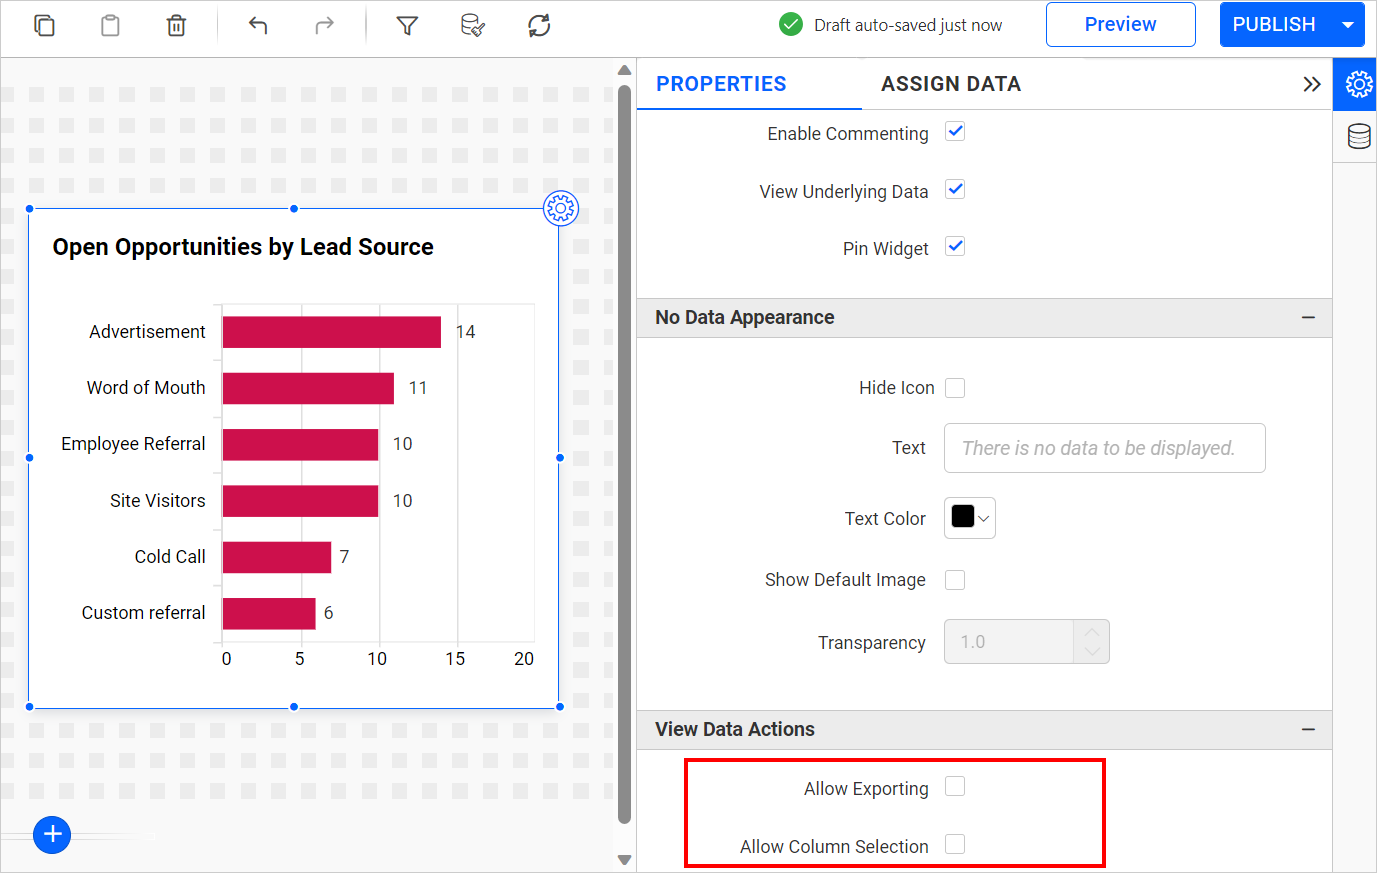 Draft auto-saved just now
Preview
PUBLISH
PROPERTIES
ASSIGN DATA
Enable Commenting
View Underlying Data
Pin Widget
No Data Appearance
Hide Icon
Text
There is no data to be displayed.
Text Color
Show Default Image
Transparency
1.0
View Data Actions
Allow Exporting
Allow Column Selection
Open Opportunities by Lead Source
Advertisement 14
Word of Mouth 11
Employee Referral 10
Site Visitors 10
Cold Call 7
Custom referral 6
0 5 10 15 20